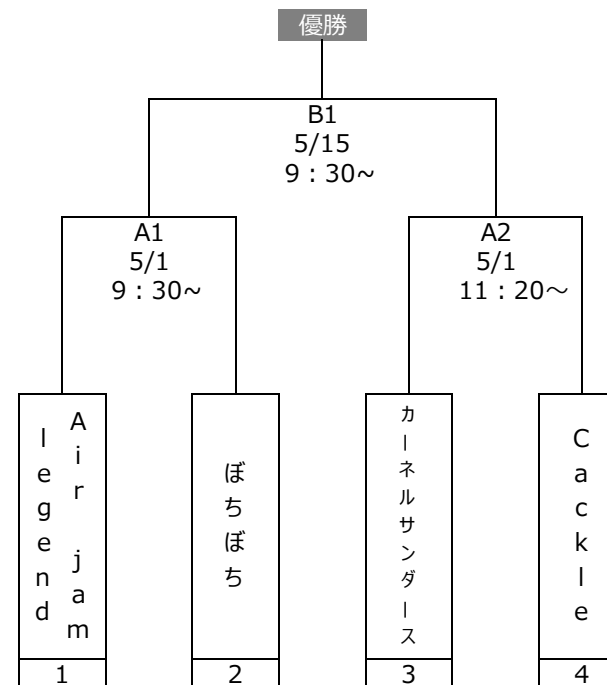 優勝
B1
5/15
9：30~
A1
5/1
9：30~
A2
5/1
11：20～
Air jam
legend
ぼちぼち
カーネルサンダース
Cackle
1
2
3
4